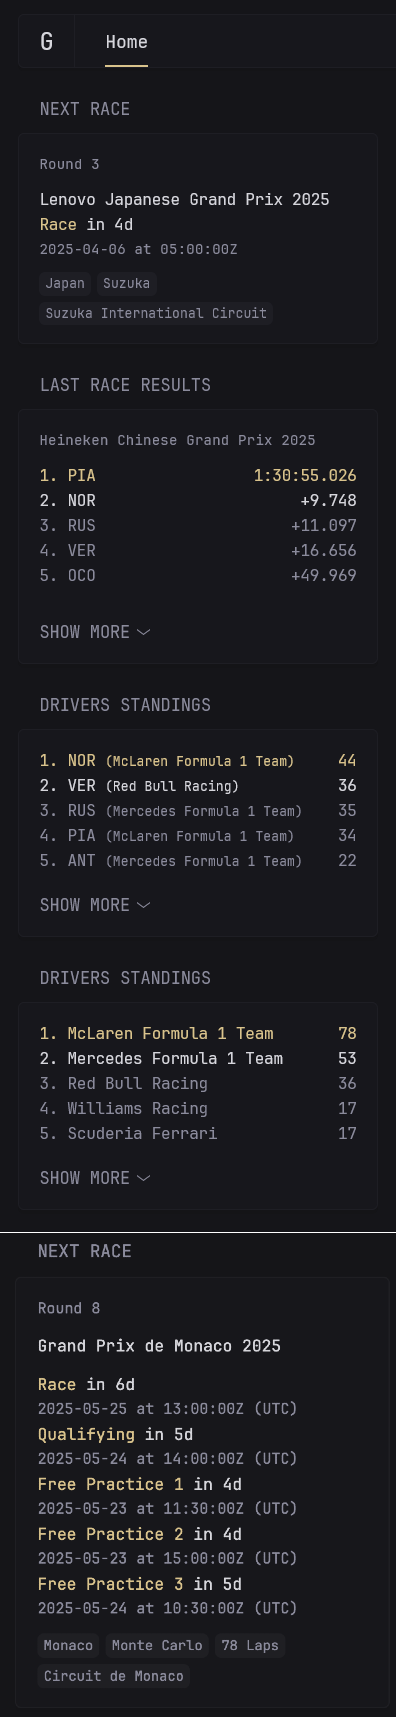 G Home
NEXT RACE
Round 3
Lenovo Japanese Grand Prix 2025
Race in 4d
2025-04-06 at 05:00:00Z
Japan Suzuka
Suzuka International Circuit
LAST RACE RESULTS
Heineken Chinese Grand Prix 2025
1. PIA 1:30:55.026
2. NOR +9.748
3. RUS +11.097
4. VER +16.656
5. OCO +49.969
SHOW MORE
DRIVERS STANDINGS
1. NOR (McLaren Formula 1 Team) 44
2. VER (Red Bull Racing) 36
3. RUS (Mercedes Formula 1 Team) 35
4. PIA (McLaren Formula 1 Team) 34
5. ANT (Mercedes Formula 1 Team) 22
SHOW MORE
DRIVERS STANDINGS
1. McLaren Formula 1 Team 78
2. Mercedes Formula 1 Team 53
3. Red Bull Racing 36
4. Williams Racing 17
5. Scuderia Ferrari 17
SHOW MORE
NEXT RACE
Round 8
Grand Prix de Monaco 2025
Race in 6d
2025-05-25 at 13:00:00Z (UTC)
Qualifying in 5d
2025-05-24 at 14:00:00Z (UTC)
Free Practice 1 in 4d
2025-05-23 at 11:30:00Z (UTC)
Free Practice 2 in 4d
2025-05-23 at 15:00:00Z (UTC)
Free Practice 3 in 5d
2025-05-24 at 10:30:00Z (UTC)
Monaco Monte Carlo 78 Laps
Circuit de Monaco